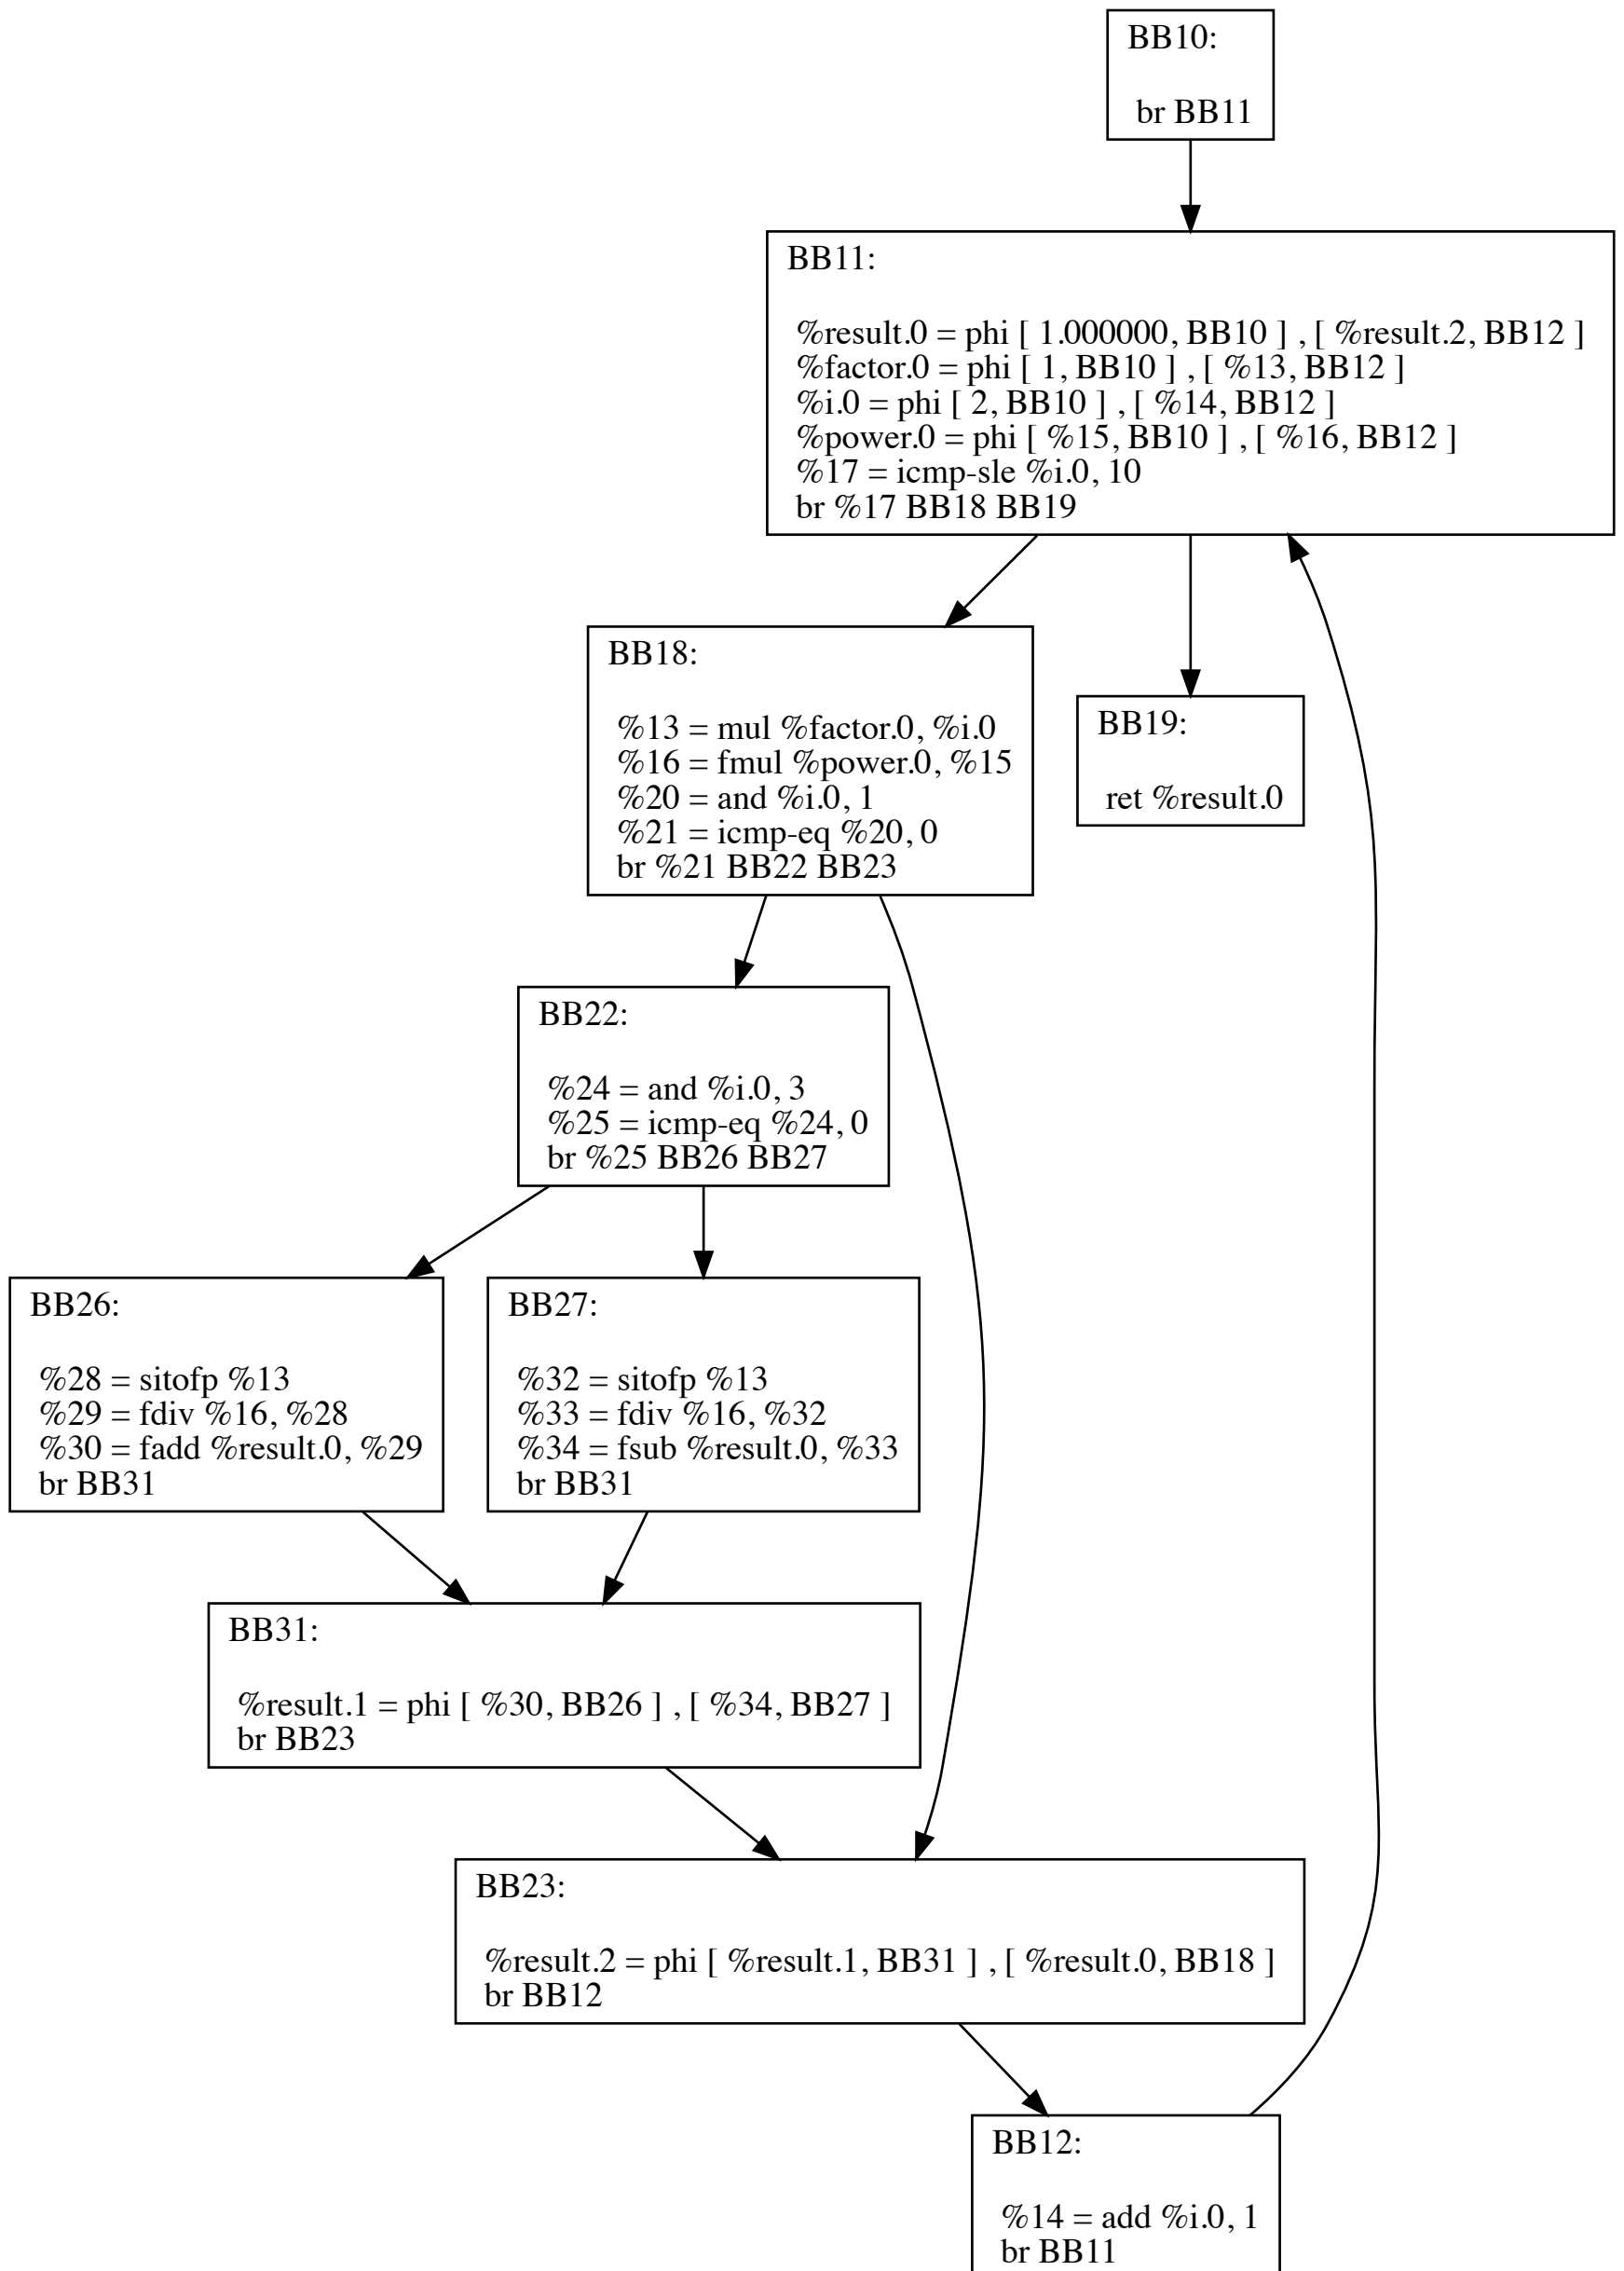 BB10:
br BB11
BB11:
%result.0 = phi [ 1.000000, BB10 ] , [ %result.2, BB12 ]
%factor.0 = phi [ 1, BB10 ] , [ %13, BB12 ]
%i.0 = phi [ 2, BB10 ] , [ %14, BB12 ]
%power.0 = phi [ %15, BB10 ] , [ %16, BB12 ]
%17 = icmp-sle %i.0, 10
br %17 BB18 BB19
BB18:
%13 = mul %factor.0, %i.0
%16 = fmul %power.0, %15
%20 = and %i.0, 1
%21 = icmp-eq %20, 0
br %21 BB22 BB23
BB19:
ret %result.0
BB22:
%24 = and %i.0, 3
%25 = icmp-eq %24, 0
br %25 BB26 BB27
BB26:
%28 = sitofp %13
%29 = fdiv %16, %28
%30 = fadd %result.0, %29
br BB31
BB27:
%32 = sitofp %13
%33 = fdiv %16, %32
%34 = fsub %result.0, %33
br BB31
BB31:
%result.1 = phi [ %30, BB26 ] , [ %34, BB27 ]
br BB23
BB23:
%result.2 = phi [ %result.1, BB31 ] , [ %result.0, BB18 ]
br BB12
BB12:
%14 = add %i.0, 1
br BB11